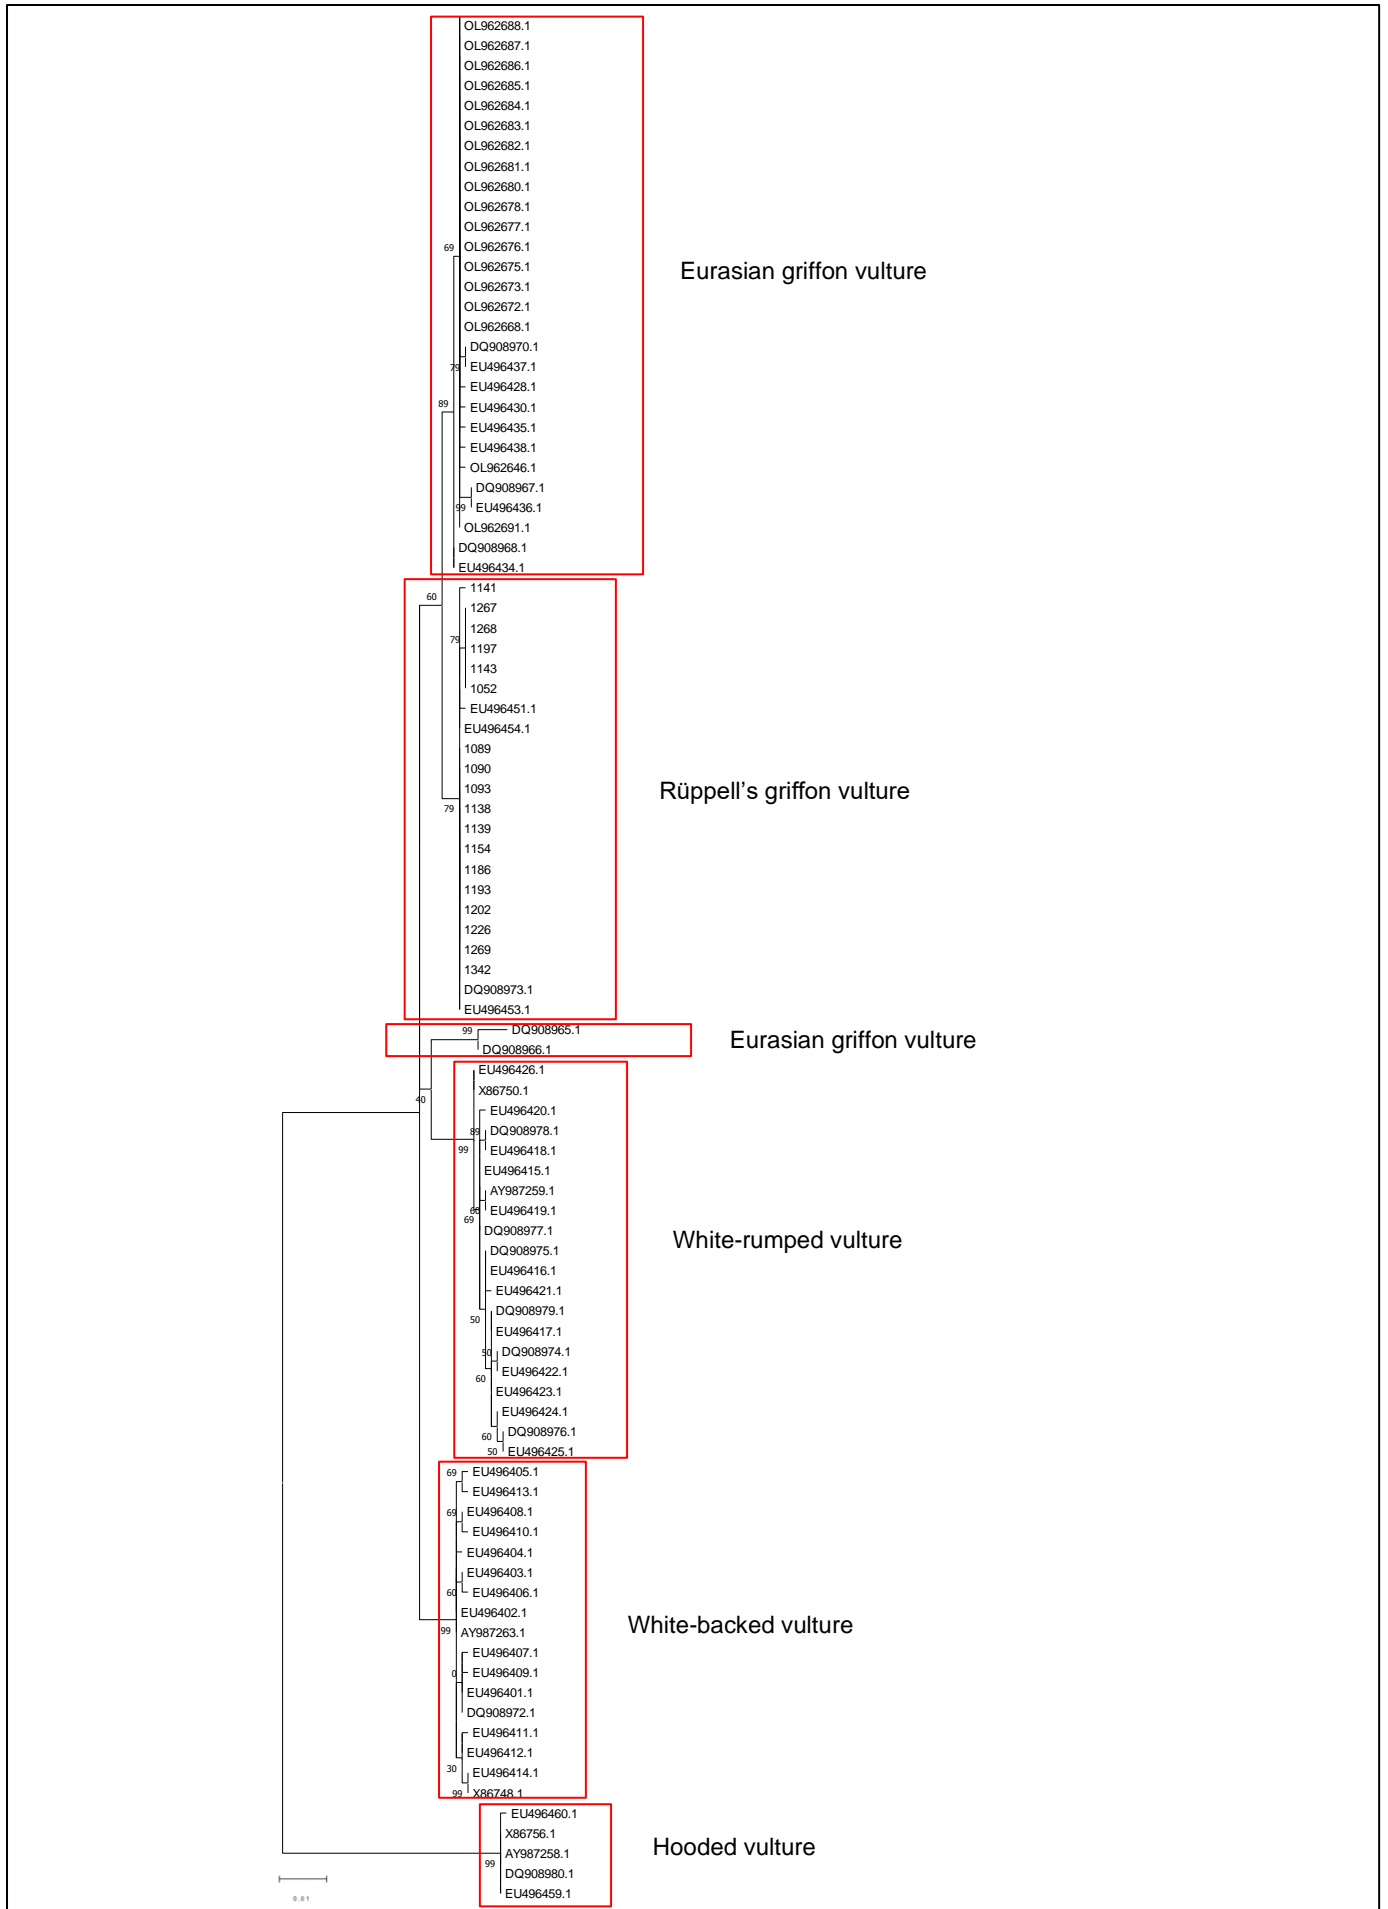 OL962688.1
OL962687.1
OL962686.1
OL962685.1
OL962684.1
OL962683.1
OL962682.1
OL962681.1
OL962680.1
OL962678.1
OL962677.1
69
OL962676.1
OL962675.1
Eurasian griffon vulture
OL962673.1
OL962672.1
OL962668.1
DQ908970.1
79
EU496437.1
EU496428.1
89
EU496430.1
EU496435.1
EU496438.1
OL962646.1
DQ908967.1
99
EU496436.1
OL962691.1
DQ908968.1
EU496434.1
1141
60
1267
1268
79
1197
1143
1052
EU496451.1
EU496454.1
1089
1090
1093
Rüppell's griffon vulture
79
1138
1139
1154
1186
1193
1202
1226
1269
1342
DQ908973.1
EU496453.1
99
DQ908965.1
Eurasian griffon vulture
DQ908966.1
EU496426.1
40
X86750.1
EU496420.1
89
DQ908978.1
99
EU496418.1
EU496415.1
AY987259.1
60
EU496419.1
69
DQ908977.1
White-rumped vulture
DQ908975.1
EU496416.1
EU496421.1
DQ908979.1
50
EU496417.1
50
DQ908974.1
EU496422.1
60
EU496423.1
EU496424.1
60
DQ908976.1
50
EU496425.1
69
EU496405.1
EU496413.1
69
EU496408.1
EU496410.1
EU496404.1
EU496403.1
60
EU496406.1
EU496402.1
White-backed vulture
99
AY987263.1
EU496407.1
0
EU496409.1
EU496401.1
DQ908972.1
EU496411.1
EU496412.1
30
EU496414.1
99
X86748.1
EU496460.1
X86756.1
Hooded vulture
99
AY987258.1
DQ908980.1
EU496459.1
0.01